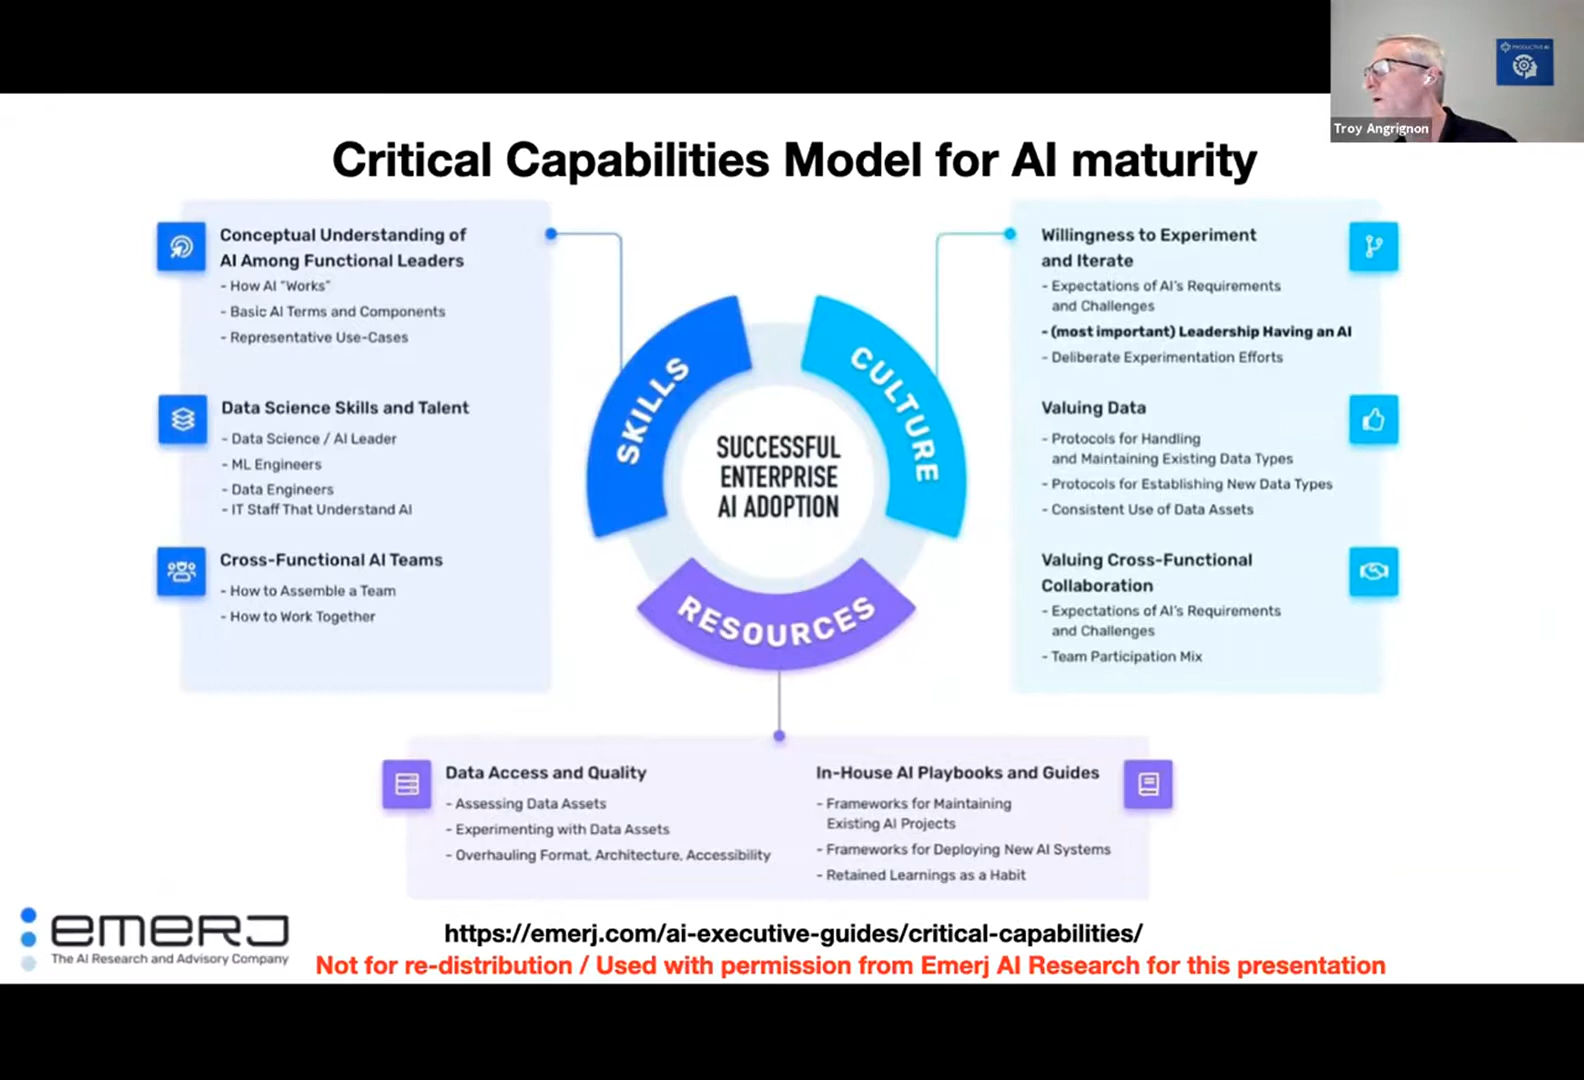 PRODUCTIVE AI
Troy Angrignon
Critical Capabilities Model for AI maturity
Conceptual Understanding of
AI Among Functional Leaders
- How AI "Works"
- Basic AI Terms and Components
- Representative Use-Cases
Data Science Skills and Talent
- Data Science / AI Leader
- ML Engineers
- Data Engineers
- IT Staff That Understand AI
Cross-Functional AI Teams
- How to Assemble a Team
- How to Work Together
SKILLS
CULTURE
RESOURCES
SUCCESSFUL
ENTERPRISE
AI ADOPTION
Willingness to Experiment
and Iterate
- Expectations of AI's Requirements
and Challenges
- (most important) Leadership Having an AI
- Deliberate Experimentation Efforts
Valuing Data
- Protocols for Handling
and Maintaining Existing Data Types
- Protocols for Establishing New Data Types
- Consistent Use of Data Assets
Valuing Cross-Functional
Collaboration
- Expectations of AI's Requirements
and Challenges
- Team Participation Mix
Data Access and Quality
- Assessing Data Assets
- Experimenting with Data Assets
- Overhauling Format, Architecture, Accessibility
In-House AI Playbooks and Guides
- Frameworks for Maintaining
Existing AI Projects
- Frameworks for Deploying New AI Systems
- Retained Learnings as a Habit
emerj
The AI Research and Advisory Company
https://emerj.com/ai-executive-guides/critical-capabilities/
Not for re-distribution / Used with permission from Emerj AI Research for this presentation